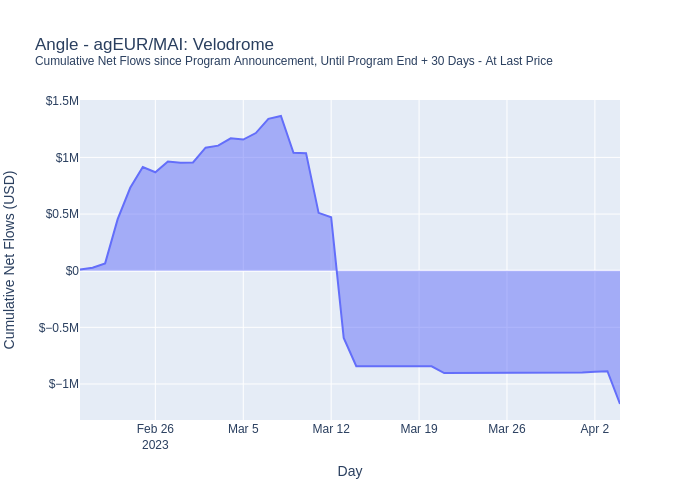 Angle - agEUR/MAI: Velodrome
Cumulative Net Flows since Program Announcement, Until Program End + 30 Days - At Last Price
$1.5M
$1M
$0.5M
$0
$−0.5M
$−1M
Cumulative Net Flows (USD)
Feb 26
2023
Mar 5
Mar 12
Mar 19
Mar 26
Apr 2
Day